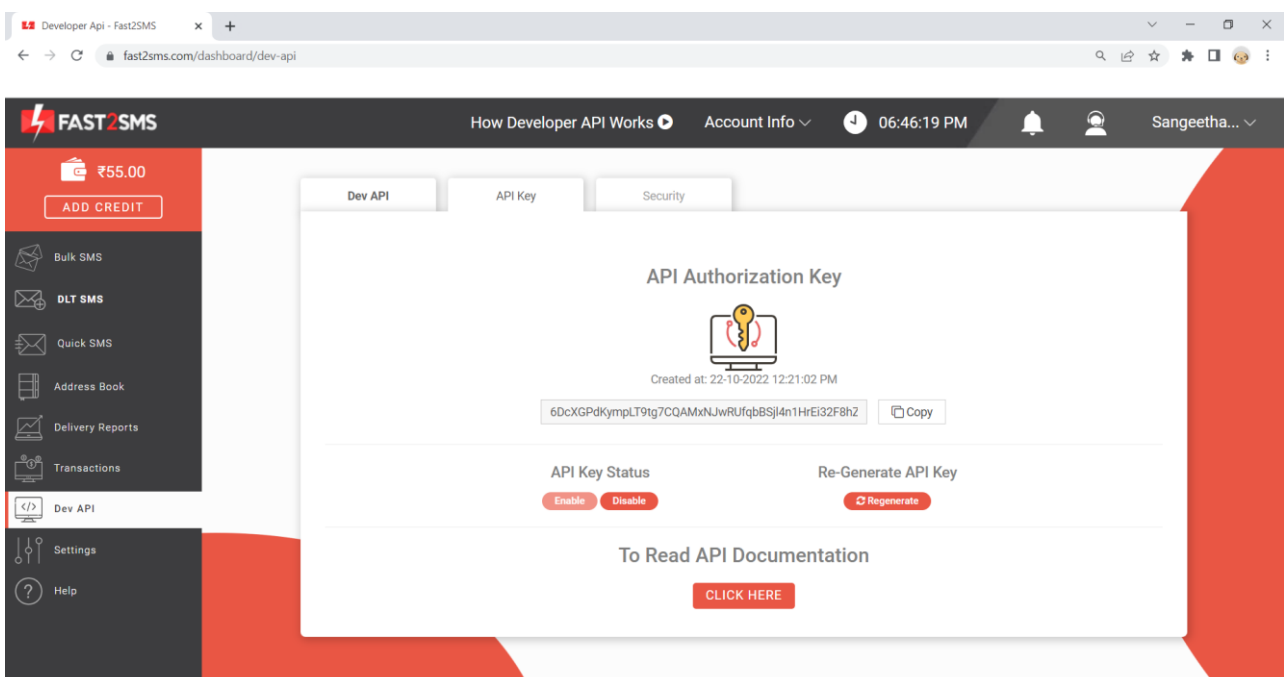 Developer Api - Fast2SMS
fast2sms.com/dashboard/dev-api
FAST2SMS
How Developer API Works
Account Info
06:46:19 PM
Sangeetha...
₹55.00
ADD CREDIT
Bulk SMS
DLT SMS
Quick SMS
Address Book
Delivery Reports
Transactions
Dev API
Settings
Help
Dev API
API Key
Security
API Authorization Key
Created at: 22-10-2022 12:21:02 PM
6DcXGPdKympLT9tg7CQAMxNJwRUfqbBSjl4n1HrEi32F8hZ
Copy
API Key Status
Enable Disable
Re-Generate API Key
Regenerate
To Read API Documentation
CLICK HERE